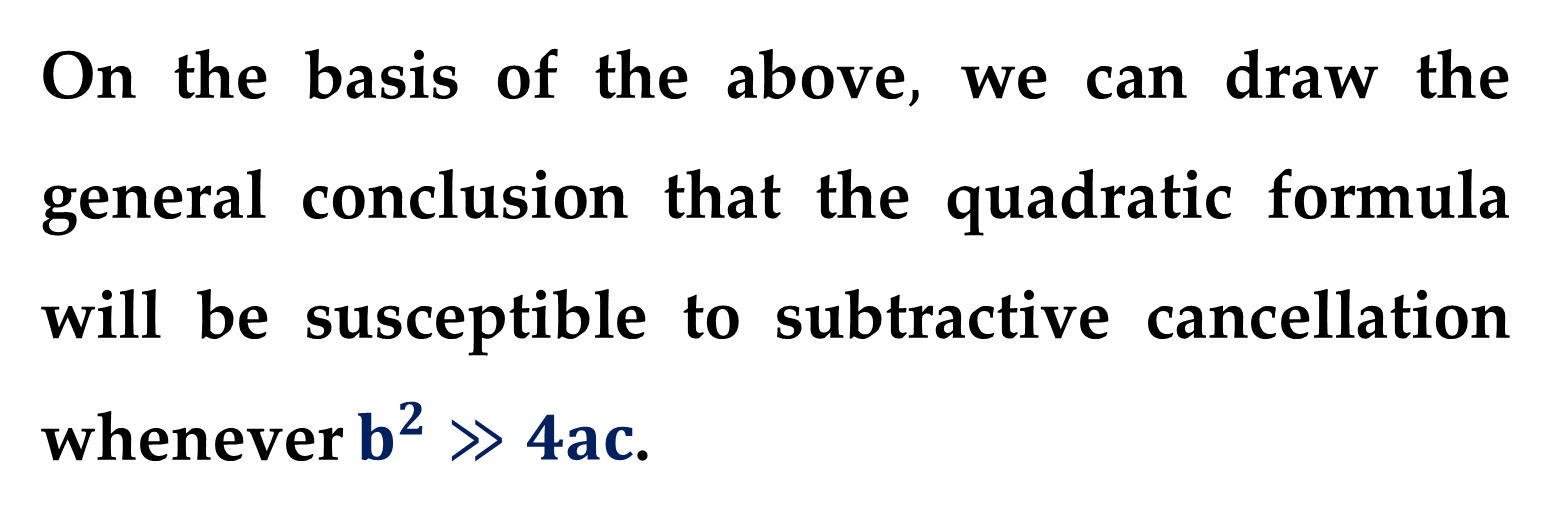 On the basis of the above, we can draw the
general conclusion that the quadratic formula
will be susceptible to subtractive cancellation
whenever b² ≫ 4ac.